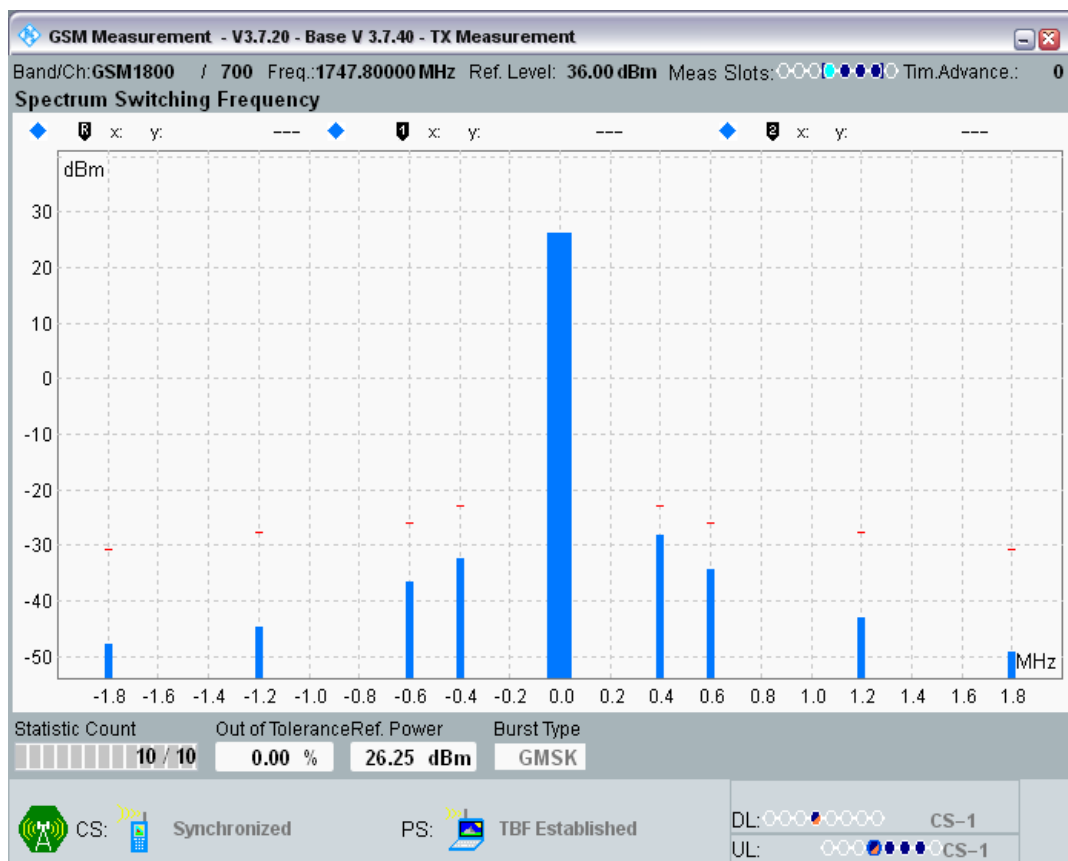 GSM Measurement - V3.7.20 - Base V 3.7.40 - TX Measurement
Band/Ch:GSM1800 / 700 Freq.:1747.80000 MHz Ref. Level: 36.00 dBm Meas Slots: Tim.Advance.: 0
Spectrum Switching Frequency
R x: y: --- 1 x: y: --- 2 x: y: ---
dBm
30
20
10
0
-10
-20
-30
-40
-50
MHz
-1.8 -1.6 -1.4 -1.2 -1.0 -0.8 -0.6 -0.4 -0.2 0.0 0.2 0.4 0.6 0.8 1.0 1.2 1.4 1.6 1.8
Statistic Count Out of Tolerance Ref. Power Burst Type
10 / 10 0.00 % 26.25 dBm GMSK
CS: Synchronized PS: TBF Established DL: CS-1
UL: CS-1